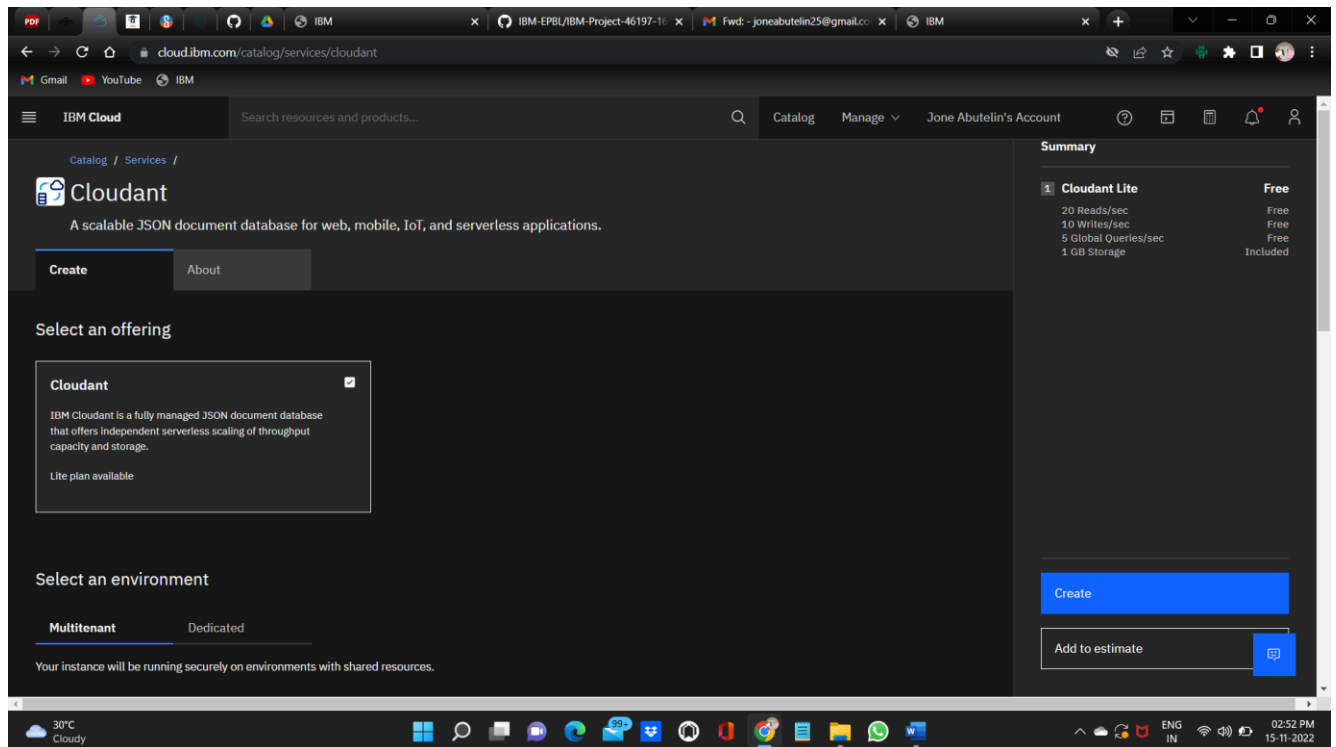 PDF
IBM
IBM-EPBL/IBM-Project-46197-16
Fwd: - joneabutelin25@gmail.co
IBM
cloud.ibm.com/catalog/services/cloudant
Gmail
YouTube
IBM
IBM Cloud
Search resources and products...
Catalog
Manage
Jone Abutelin's Account
Catalog / Services /
Cloudant
A scalable JSON document database for web, mobile, IoT, and serverless applications.
Create
About
Select an offering
Cloudant
IBM Cloudant is a fully managed JSON document database
that offers independent serverless scaling of throughput
capacity and storage.
Lite plan available
Select an environment
Multitenant
Dedicated
Your instance will be running securely on environments with shared resources.
Summary
1 Cloudant Lite Free
20 Reads/sec Free
10 Writes/sec Free
5 Global Queries/sec Free
1 GB Storage Included
Create
Add to estimate
30°C
Cloudy
99+
ENG
IN
02:52 PM
15-11-2022